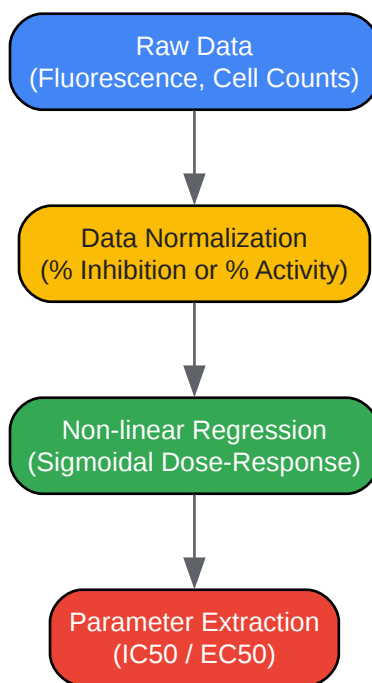 Raw Data
(Fluorescence, Cell Counts)
Data Normalization
(% Inhibition or % Activity)
Non-linear Regression
(Sigmoidal Dose-Response)
Parameter Extraction
(IC50 / EC50)